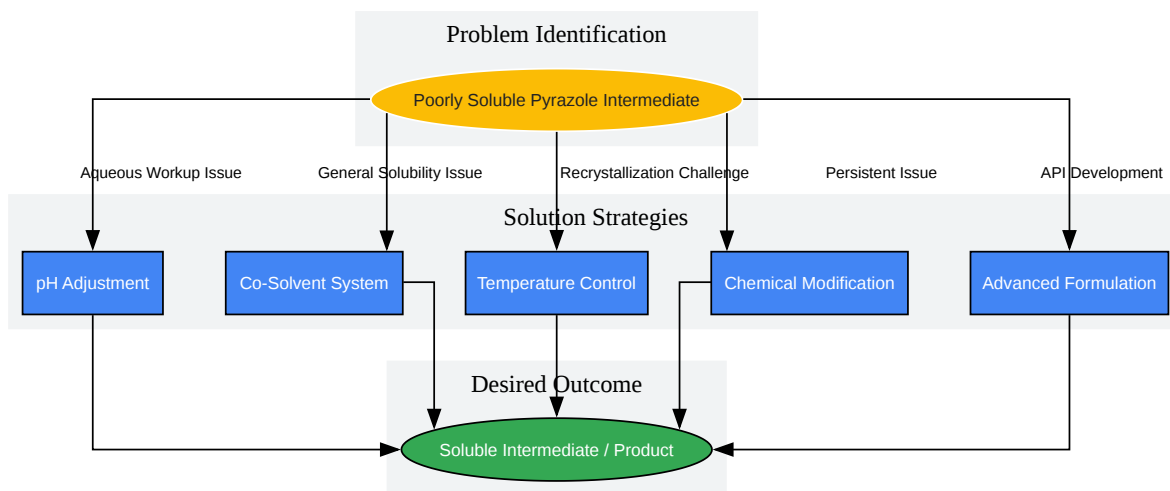 Problem Identification
Poorly Soluble Pyrazole Intermediate
Aqueous Workup Issue
General Solubility Issue
Recrystallization Challenge
Persistent Issue
API Development
Solution Strategies
pH Adjustment
Co-Solvent System
Temperature Control
Chemical Modification
Advanced Formulation
Desired Outcome
Soluble Intermediate / Product